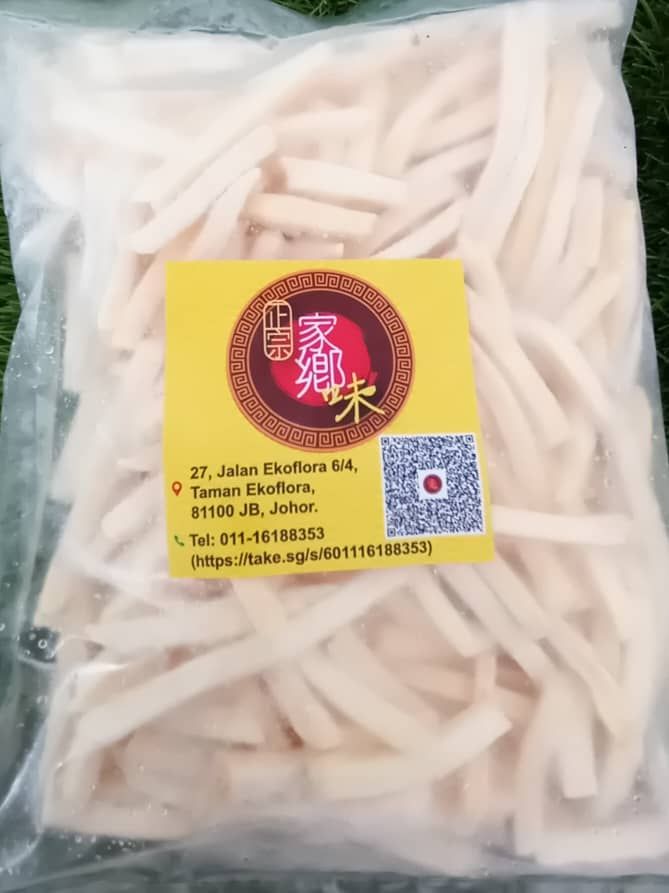 正宗
家鄉味
27, Jalan Ekoflora 6/4,
Taman Ekoflora,
81100 JB, Johor.
Tel: 011-16188353
(https://take.sg/s/601116188353)